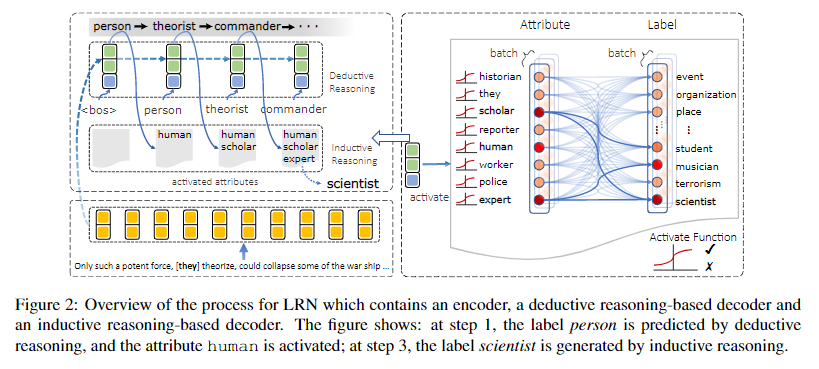 person → theorist → commander → · · ·
Deductive
Reasoning
<bos> person theorist commander
human human human
scholar scholar
expert
Inductive
Reasoning
activated attributes
scientist
Only such a potent force, [they] theorize, could collapse some of the war ship ...
activate
Attribute Label
batch batch
historian event
they organization
scholar place
reporter
human student
worker musician
police terrorism
expert scientist
Activate Function
✓
✗
Figure 2: Overview of the process for LRN which contains an encoder, a deductive reasoning-based decoder and
an inductive reasoning-based decoder. The figure shows: at step 1, the label person is predicted by deductive
reasoning, and the attribute human is activated; at step 3, the label scientist is generated by inductive reasoning.